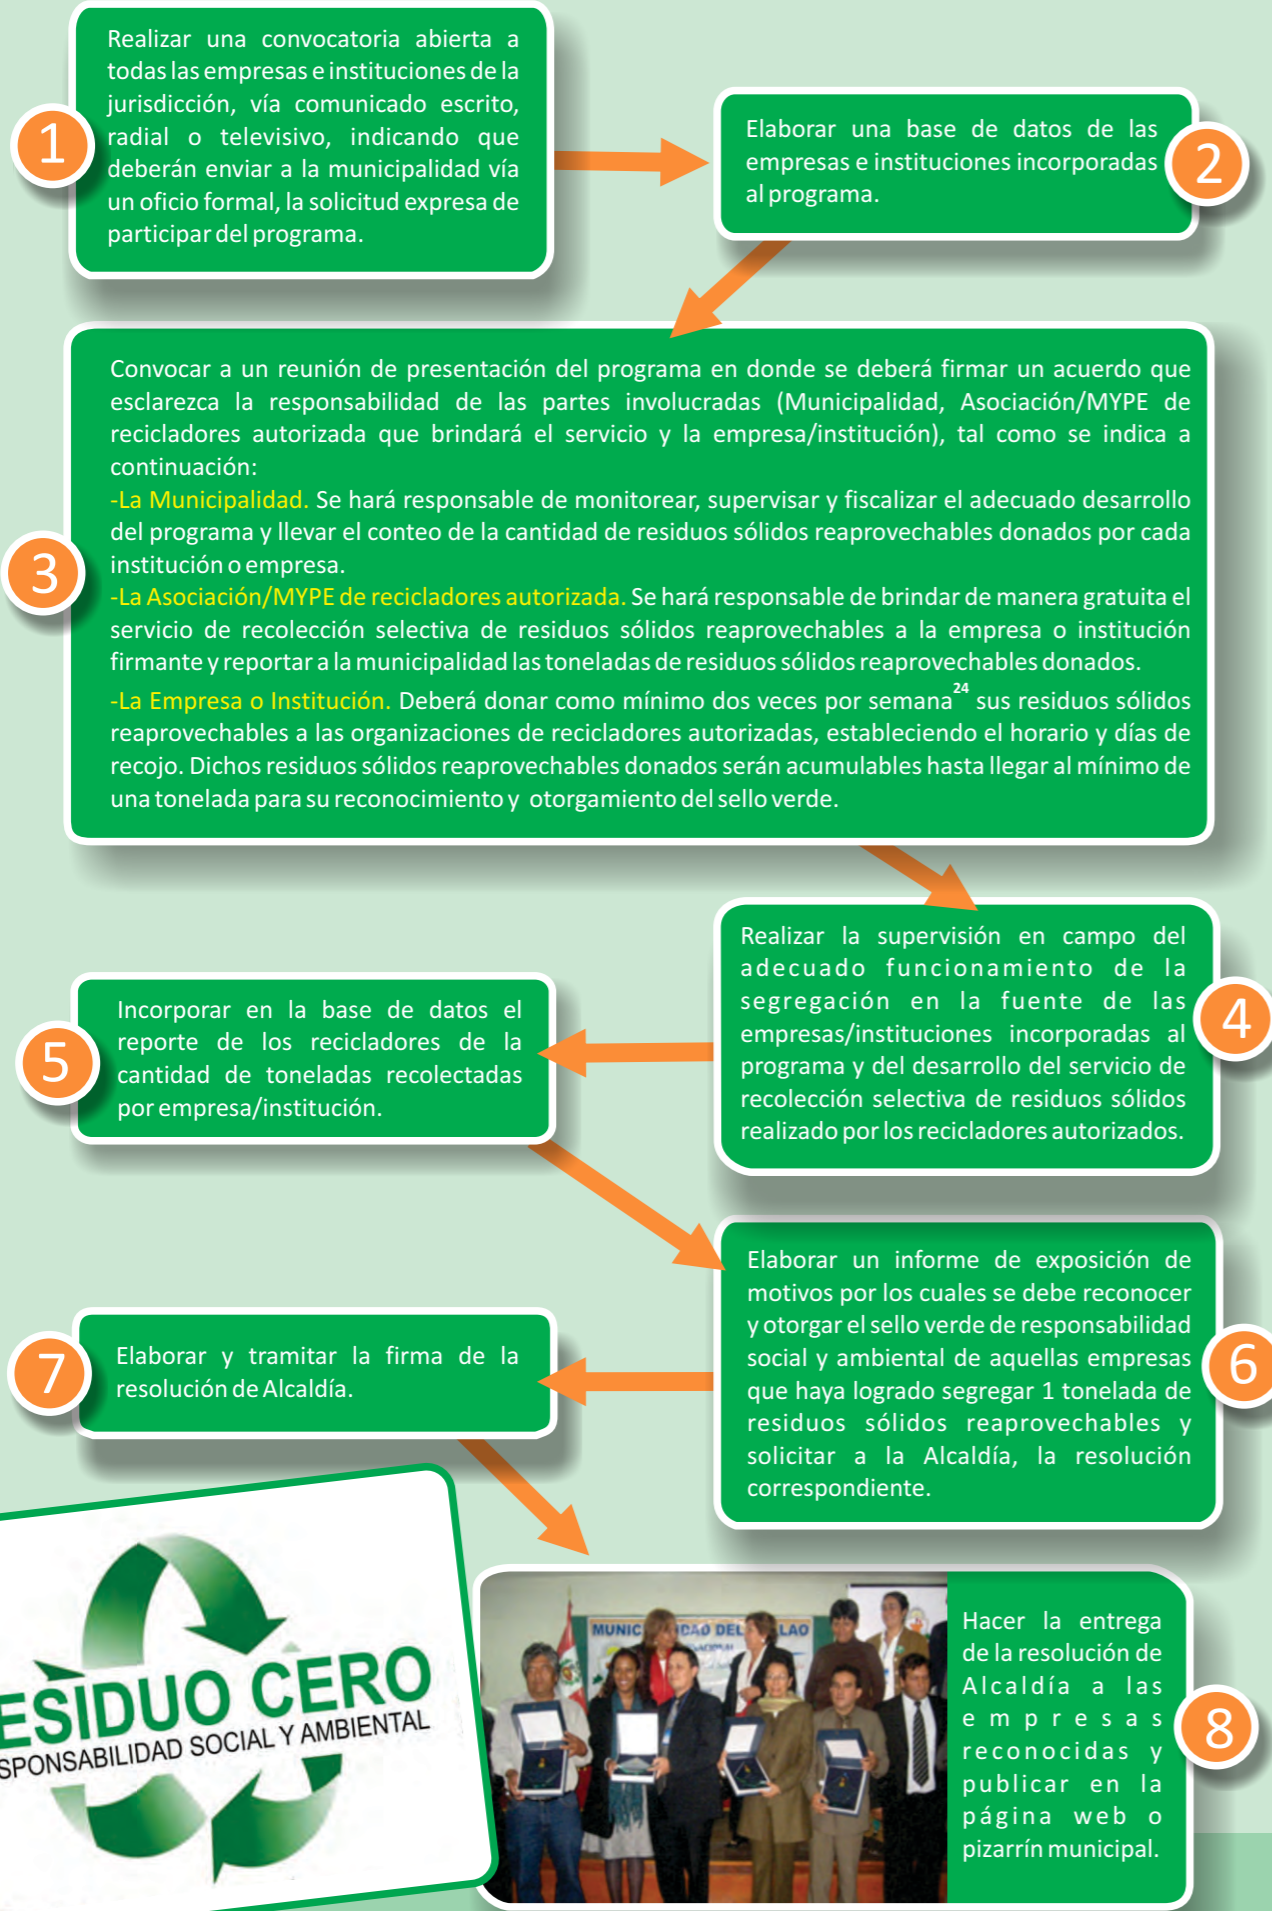 1
Realizar una convocatoria abierta a
todas las empresas e instituciones de la
jurisdicción, vía comunicado escrito,
radial o televisivo, indicando que
deberán enviar a la municipalidad vía
un oficio formal, la solicitud expresa de
participar del programa.
2
Elaborar una base de datos de las
empresas e instituciones incorporadas
al programa.
3
Convocar a un reunión de presentación del programa en donde se deberá firmar un acuerdo que
esclarezca la responsabilidad de las partes involucradas (Municipalidad, Asociación/MYPE de
recicladores autorizada que brindará el servicio y la empresa/institución), tal como se indica a
continuación:
-La Municipalidad. Se hará responsable de monitorear, supervisar y fiscalizar el adecuado desarrollo
del programa y llevar el conteo de la cantidad de residuos sólidos reaprovechables donados por cada
institución o empresa.
-La Asociación/MYPE de recicladores autorizada. Se hará responsable de brindar de manera gratuita el
servicio de recolección selectiva de residuos sólidos reaprovechables a la empresa o institución
firmante y reportar a la municipalidad las toneladas de residuos sólidos reaprovechables donados.
-La Empresa o Institución. Deberá donar como mínimo dos veces por semana24 sus residuos sólidos
reaprovechables a las organizaciones de recicladores autorizadas, estableciendo el horario y días de
recojo. Dichos residuos sólidos reaprovechables donados serán acumulables hasta llegar al mínimo de
una tonelada para su reconocimiento y otorgamiento del sello verde.
4
Realizar la supervisión en campo del
adecuado funcionamiento de la
segregación en la fuente de las
empresas/instituciones incorporadas al
programa y del desarrollo del servicio de
recolección selectiva de residuos sólidos
realizado por los recicladores autorizados.
5
Incorporar en la base de datos el
reporte de los recicladores de la
cantidad de toneladas recolectadas
por empresa/institución.
6
Elaborar un informe de exposición de
motivos por los cuales se debe reconocer
y otorgar el sello verde de responsabilidad
social y ambiental de aquellas empresas
que haya logrado segregar 1 tonelada de
residuos sólidos reaprovechables y
solicitar a la Alcaldía, la resolución
correspondiente.
7
Elaborar y tramitar la firma de la
resolución de Alcaldía.
ESIDUO CERO
SPONSABILIDAD SOCIAL Y AMBIENTAL
MUNIC DAD DEL LAO
8
Hacer la entrega
de la resolución de
Alcaldía a las
empresas
reconocidas y
publicar en la
página web o
pizarrín municipal.